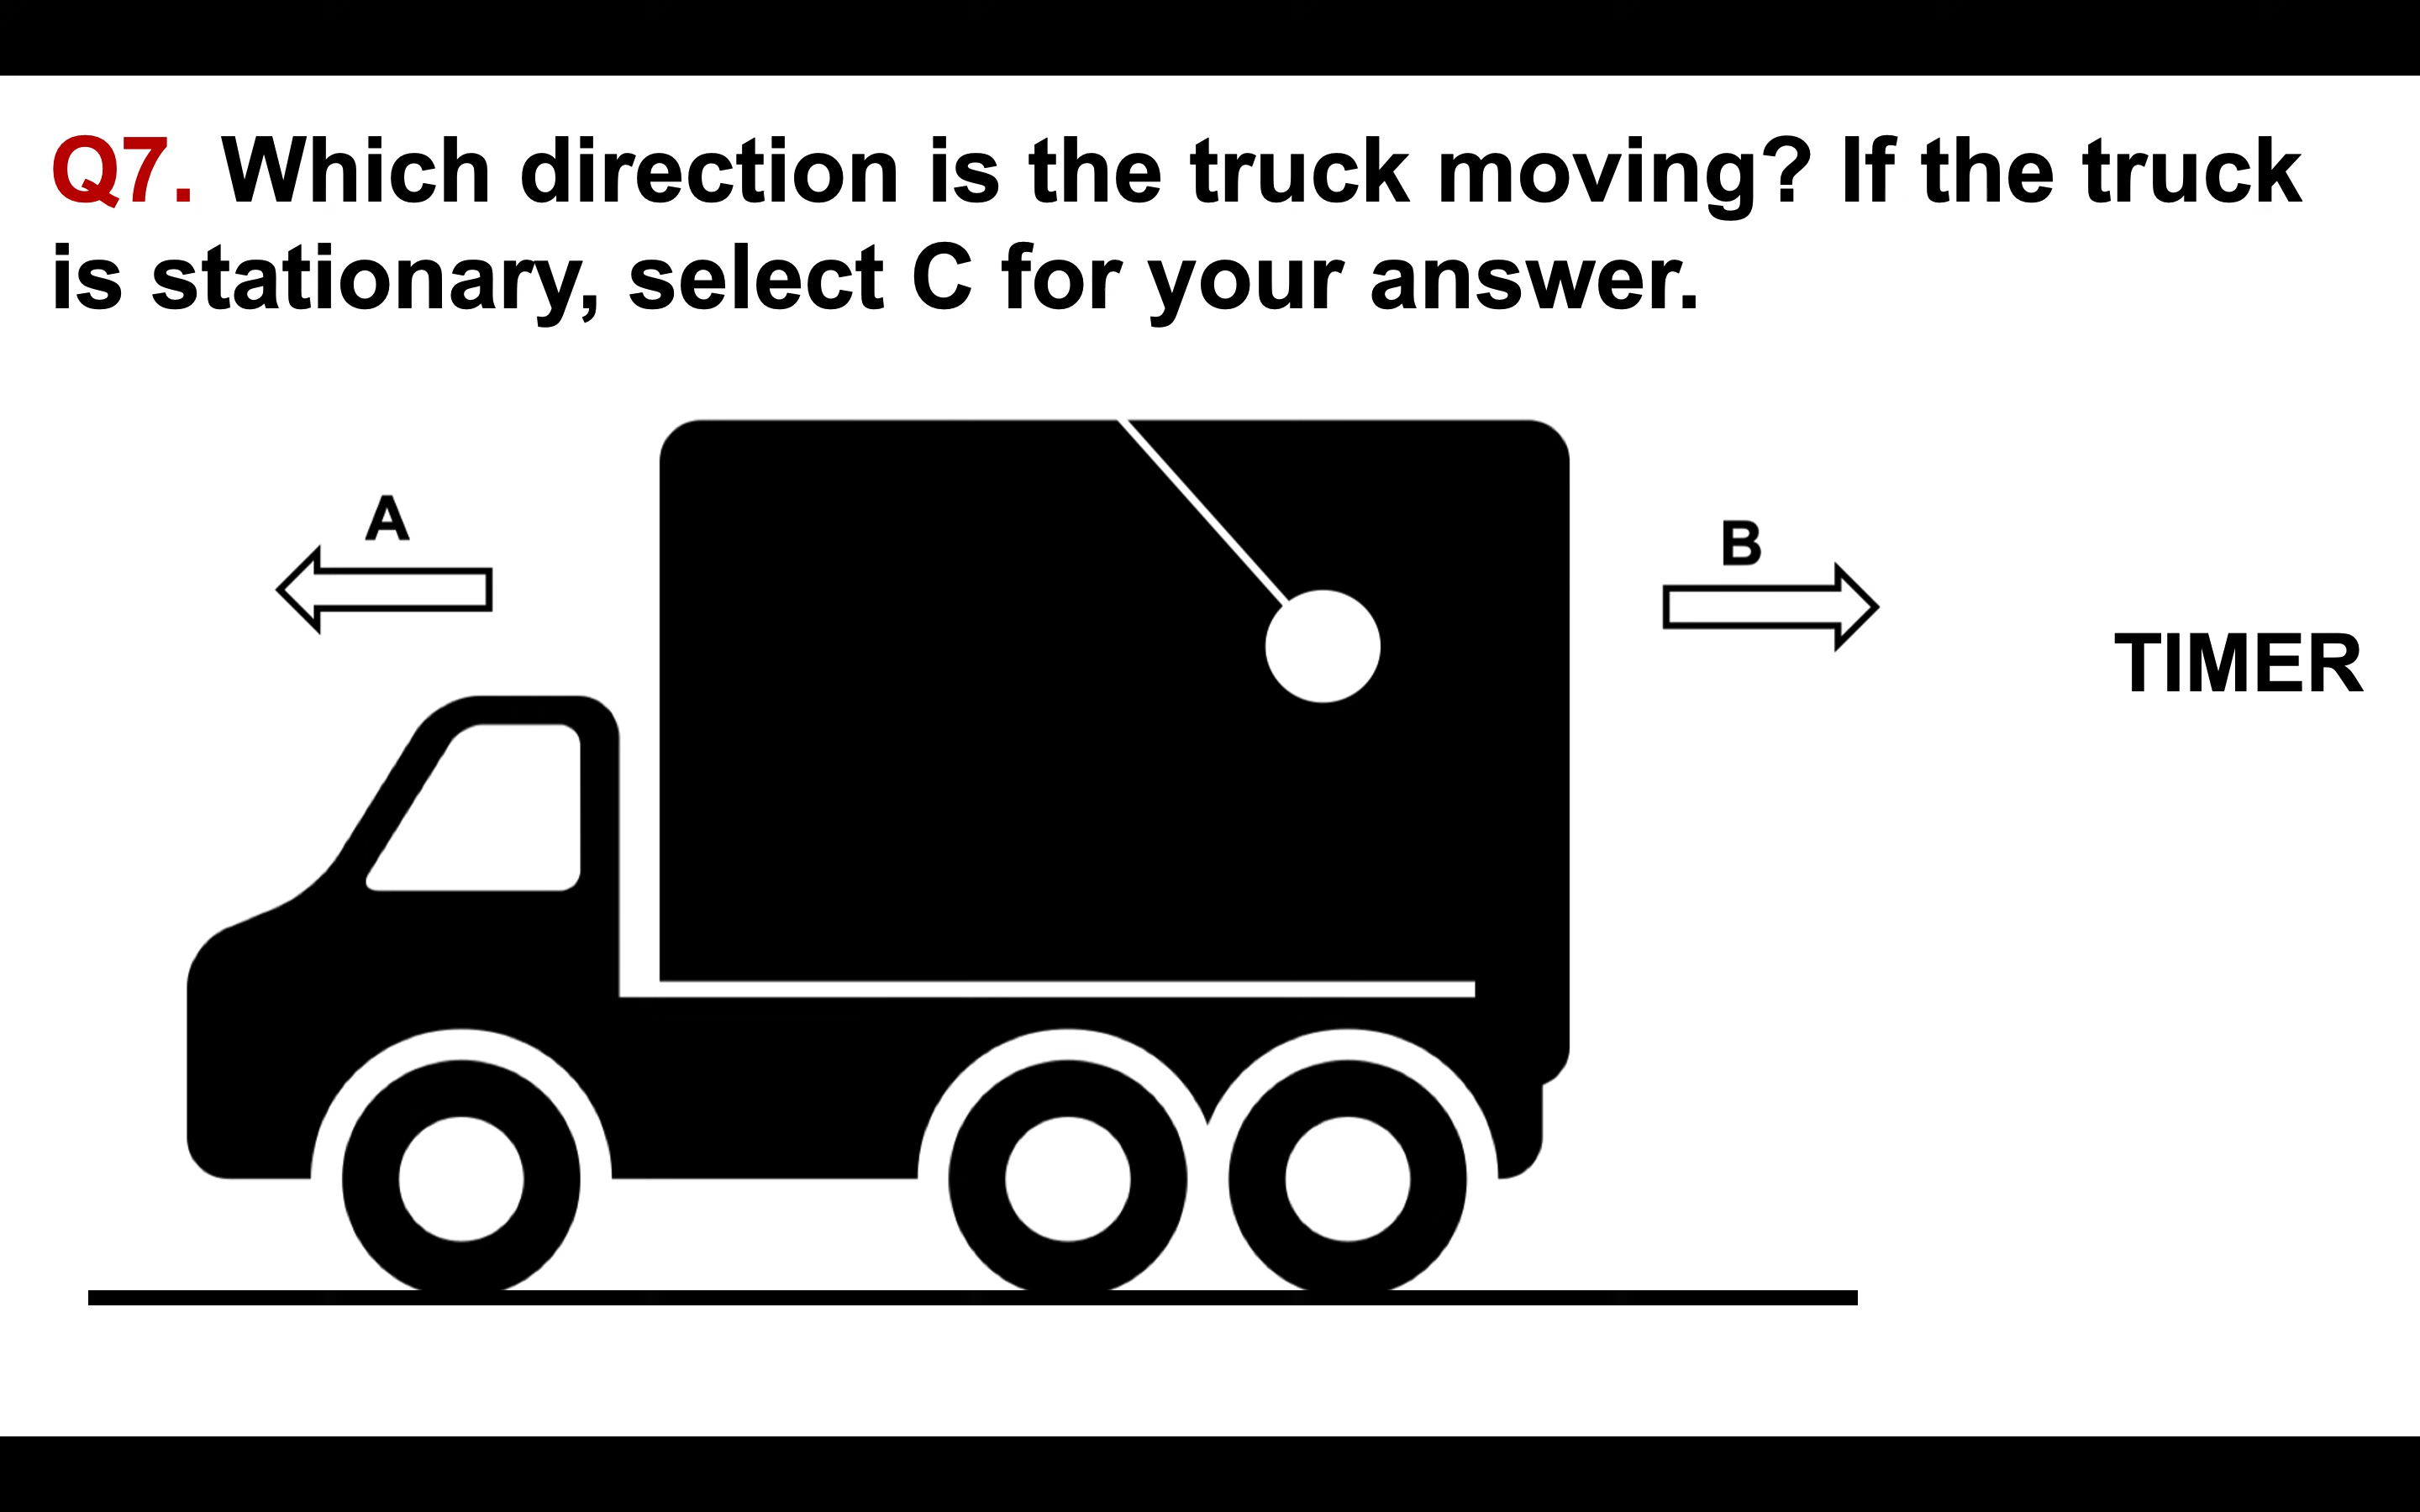 Q7. Which direction is the truck moving? If the truck
is stationary, select C for your answer.
A
B
TIMER